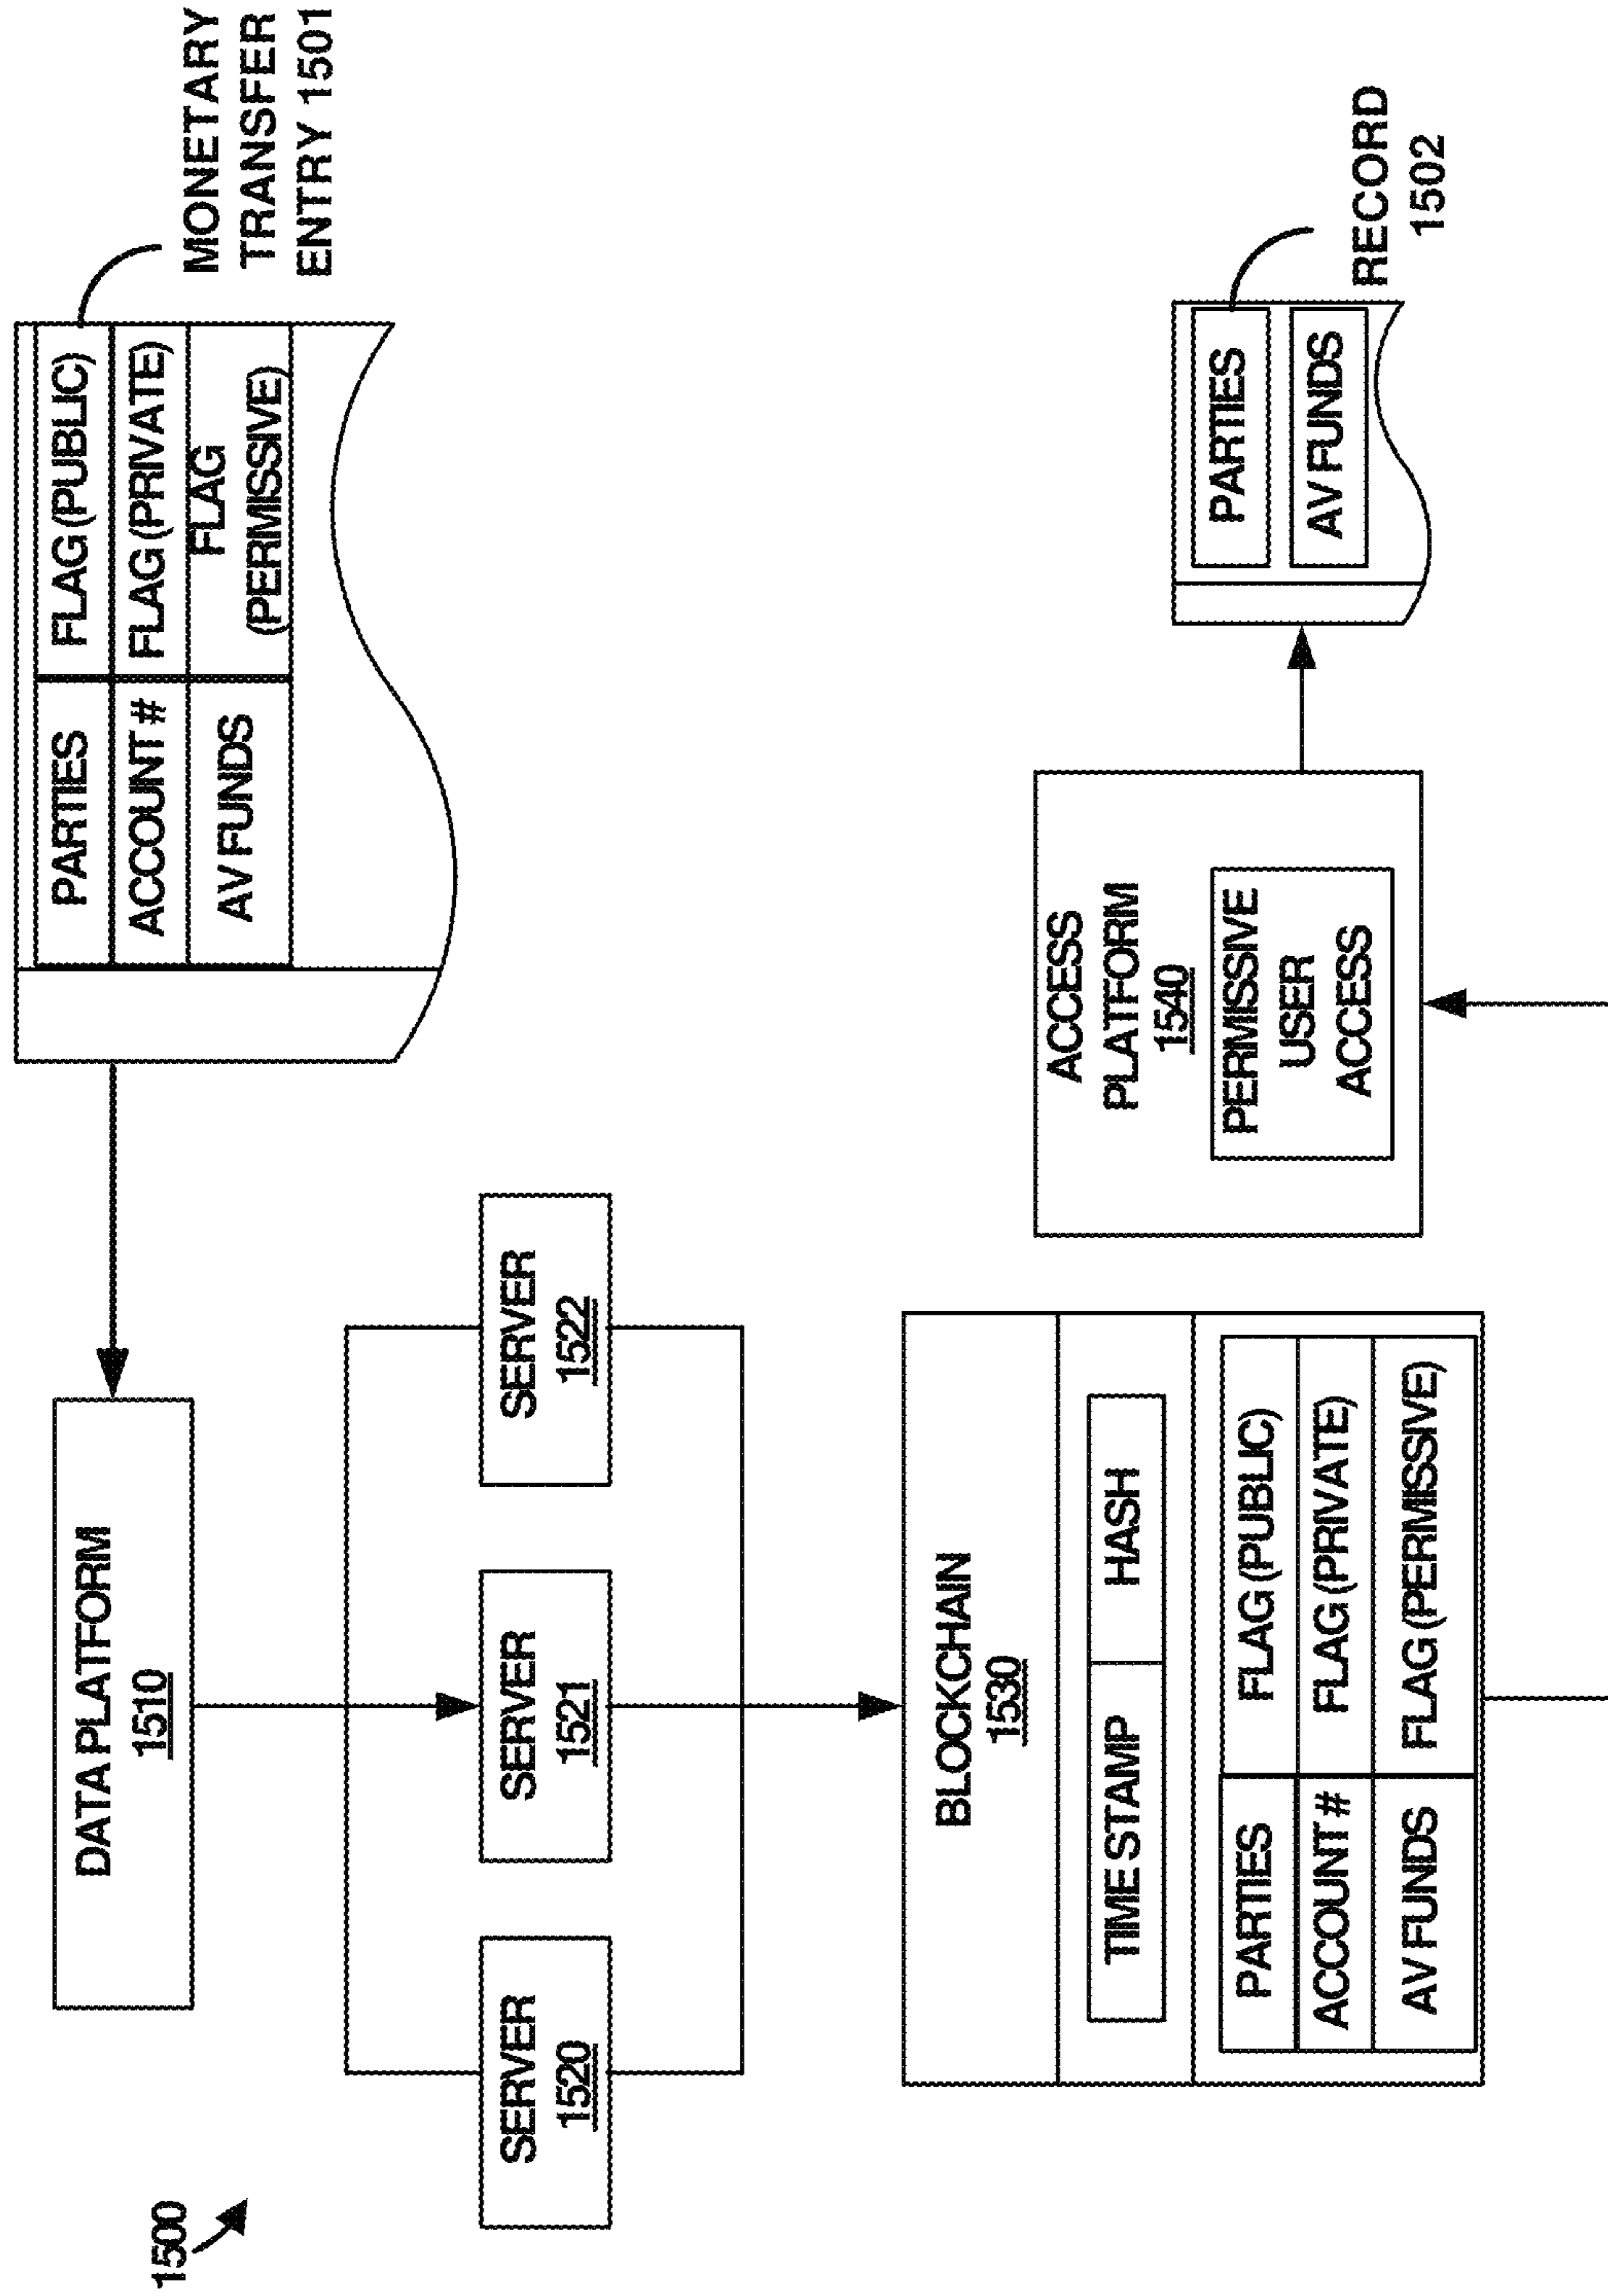 1500
DATA PLATFORM
1510
PARTIES
FLAG (PUBLIC)
ACCOUNT #
FLAG (PRIVATE)
AV FUNDS
FLAG
(PERMISSIVE)
MONETARY
TRANSFER
ENTRY 1501
SERVER
1520
SERVER
1521
SERVER
1522
BLOCKCHAIN
1530
TIME STAMP
HASH
PARTIES
FLAG (PUBLIC)
ACCOUNT #
FLAG (PRIVATE)
AV FUNDS
FLAG (PERMISSIVE)
ACCESS
PLATFORM
1540
PERMISSIVE
USER
ACCESS
PARTIES
AV FUNDS
RECORD
1502